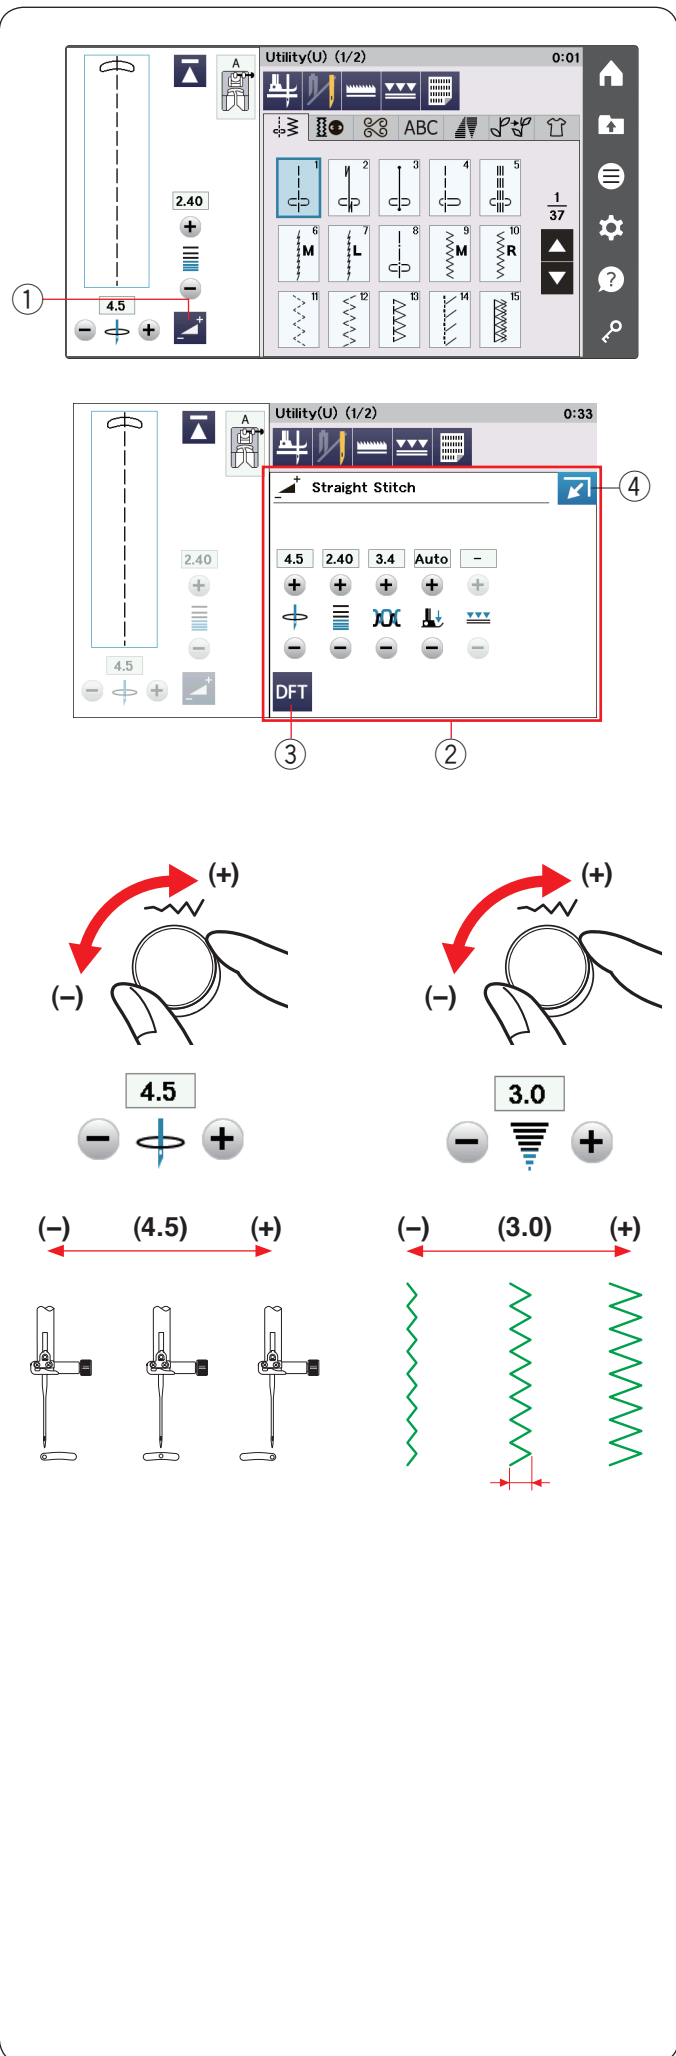 Utility(U) (1/2) 0:01
A
ABC
1 2 3 4 5
2.40
1
37
6 M 7 L 8 9 M 10 R
①
4.5
11 12 13 14 15
Utility(U) (1/2) 0:33
A
Straight Stitch
④
2.40
4.5 2.40 3.4 Auto –
4.5
DFT
③ ②
(+) (+)
(–) (–)
4.5 3.0
(–) (4.5) (+) (–) (3.0) (+)